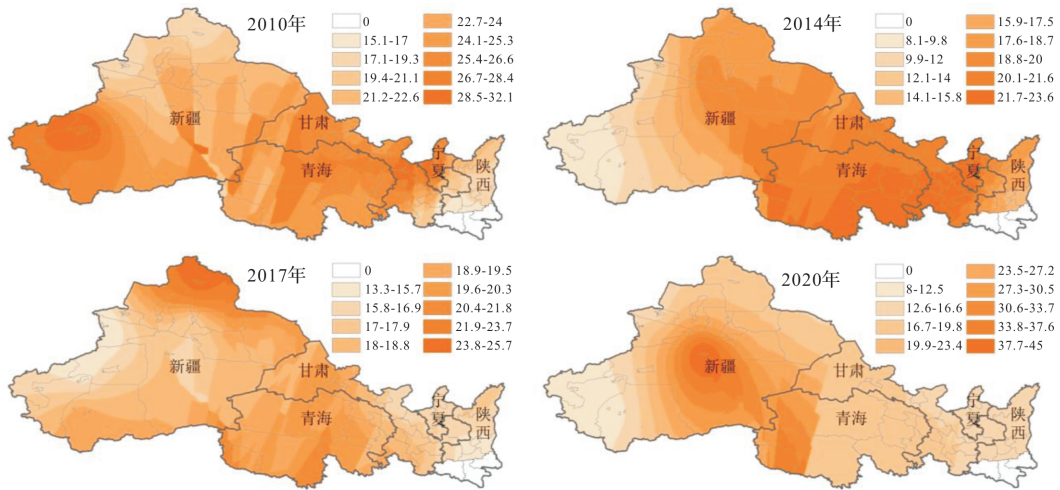 2010年
0
15.1-17
17.1-19.3
19.4-21.1
21.2-22.6
22.7-24
24.1-25.3
25.4-26.6
26.7-28.4
28.5-32.1
新疆
甘肃
青海
宁夏
陕西
2014年
0
8.1-9.8
9.9-12
12.1-14
14.1-15.8
15.9-17.5
17.6-18.7
18.8-20
20.1-21.6
21.7-23.6
新疆
甘肃
青海
宁夏
陕西
2017年
0
13.3-15.7
15.8-16.9
17-17.9
18-18.8
18.9-19.5
19.6-20.3
20.4-21.8
21.9-23.7
23.8-25.7
新疆
甘肃
青海
宁夏
陕西
2020年
0
8-12.5
12.6-16.6
16.7-19.8
19.9-23.4
23.5-27.2
27.3-30.5
30.6-33.7
33.8-37.6
37.7-45
新疆
甘肃
青海
宁夏
陕西